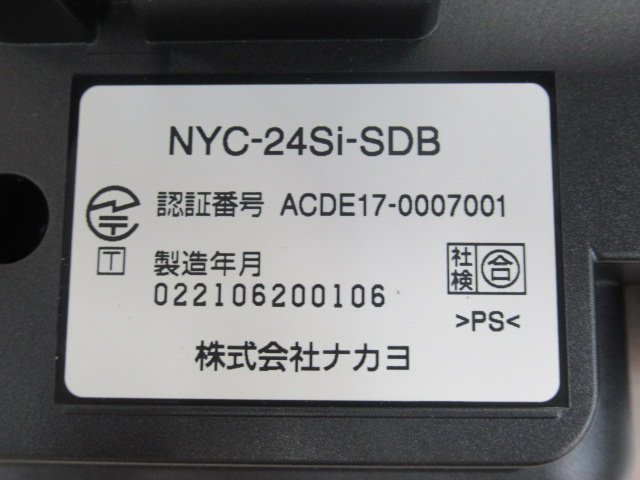 NYC-24Si-SDB
認証番号 ACDE17-0007001
T
製造年月
022106200106
社検 合
>PS<
株式会社ナカヨ